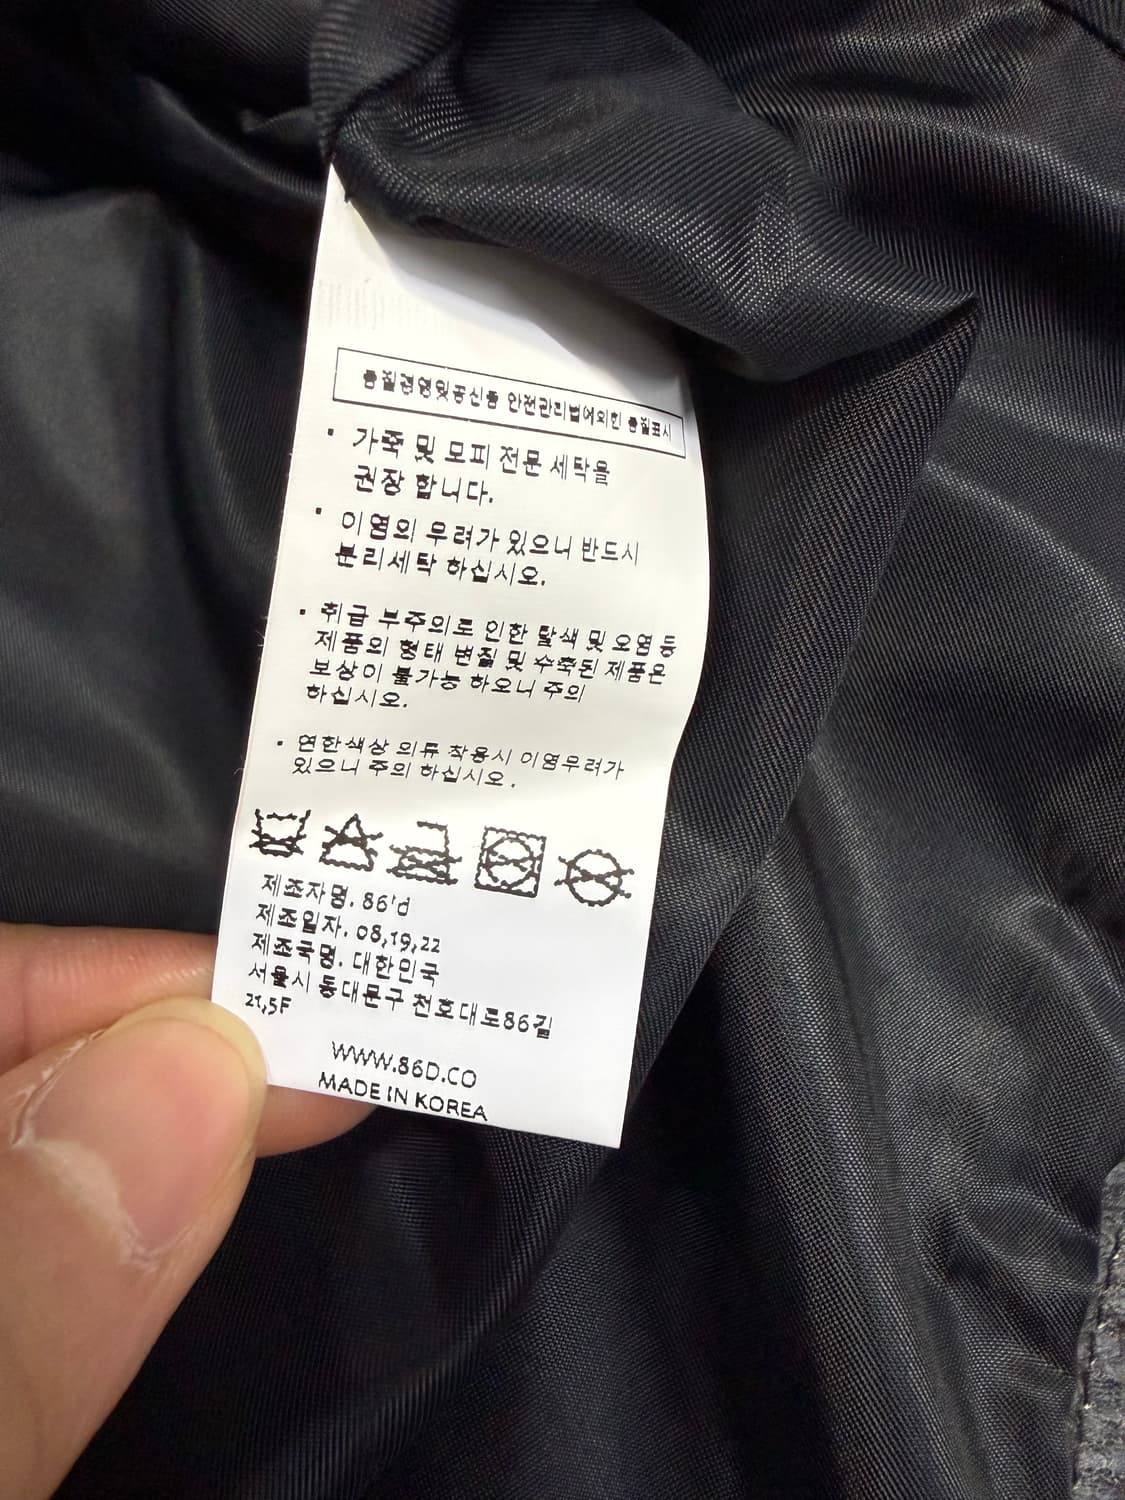 품질경영및공산품 안전관리법에의한 품질표시
· 가죽 및 모피 전문 세탁을
권장 합니다.
· 이염의 우려가 있으니 반드시
분리세탁 하십시오.
· 취급 부주의로 인한 탈색 및 오염 등
제품의 형태 변질 및 수축된 제품은
보상이 불가능 하오니 주의
하십시오.
· 연한색상 의류 착용시 이염우려가
있으니 주의 하십시오.
제조자명. 86'd
제조일자. 08,19,22
제조국명. 대한민국
서울시 동대문구 천호대로86길
21,5F
WWW.86D.CO
MADE IN KOREA